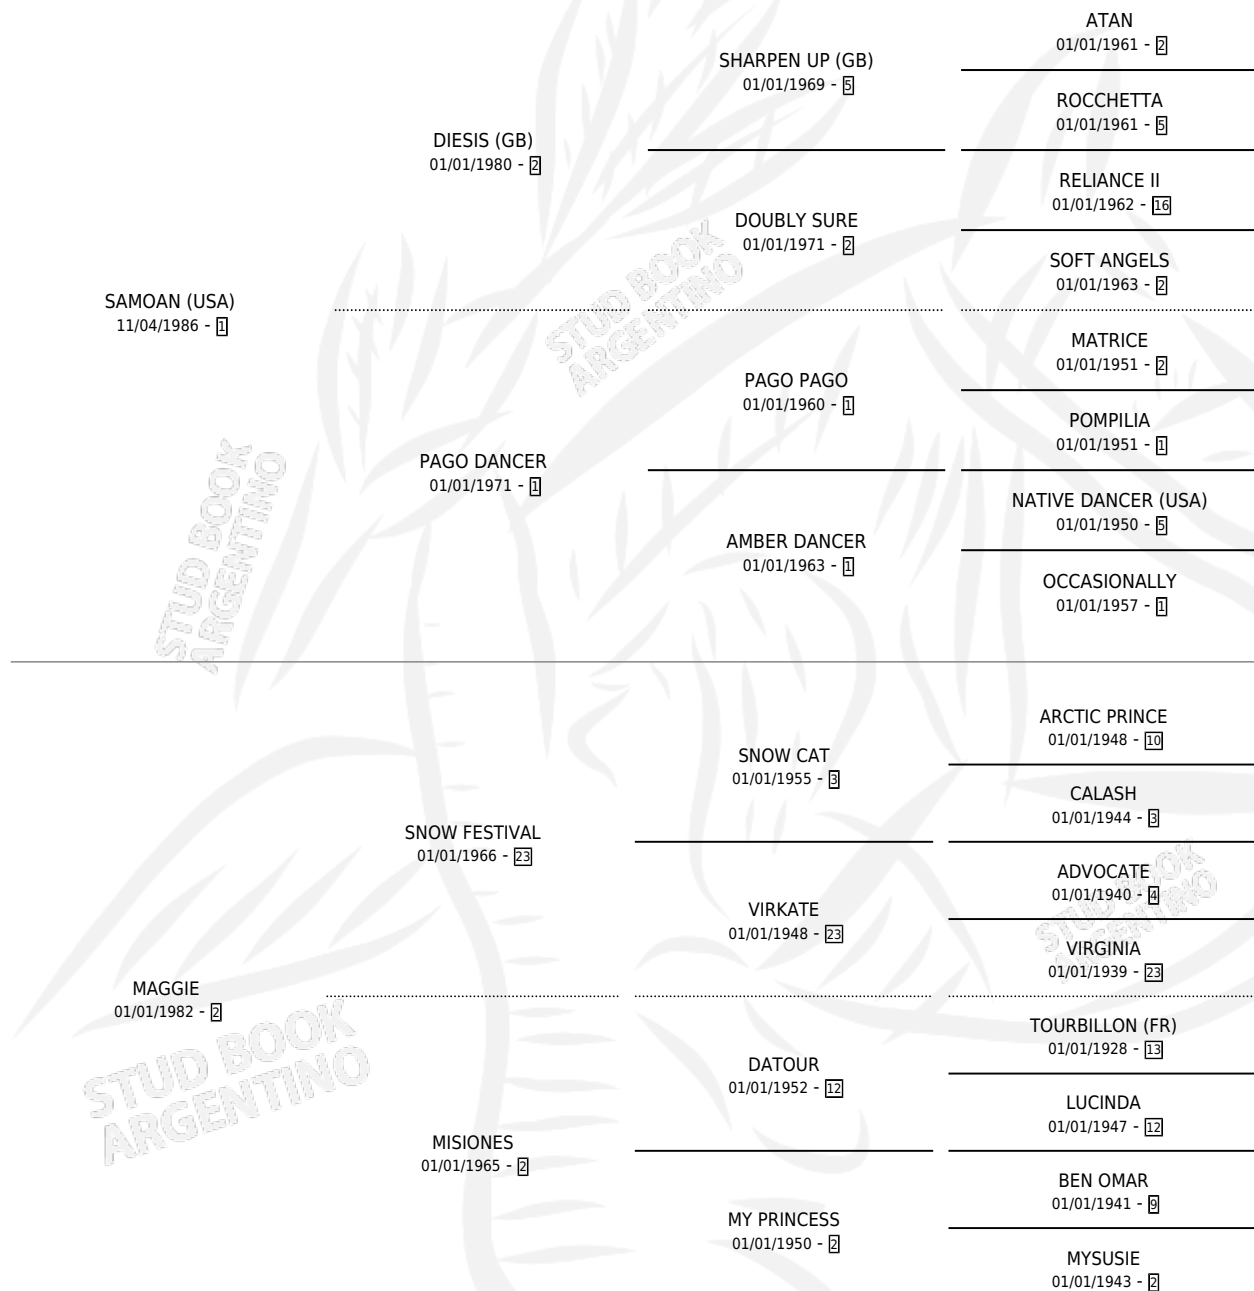 ATAN
01/01/1961 - 2
SHARPEN UP (GB)
01/01/1969 - 5
ROCCHETTA
01/01/1961 - 5
DIESIS (GB)
01/01/1980 - 2
RELIANCE II
01/01/1962 - 16
DOUBLY SURE
01/01/1971 - 2
SOFT ANGELS
01/01/1963 - 2
SAMOAN (USA)
11/04/1986 - 1
MATRICE
01/01/1951 - 2
PAGO PAGO
01/01/1960 - 1
POMPILIA
01/01/1951 - 1
PAGO DANCER
01/01/1971 - 1
NATIVE DANCER (USA)
01/01/1950 - 5
AMBER DANCER
01/01/1963 - 1
OCCASIONALLY
01/01/1957 - 1
ARCTIC PRINCE
01/01/1948 - 10
SNOW CAT
01/01/1955 - 3
CALASH
01/01/1944 - 3
SNOW FESTIVAL
01/01/1966 - 23
ADVOCATE
01/01/1940 - 4
VIRKATE
01/01/1948 - 23
VIRGINIA
01/01/1939 - 23
MAGGIE
01/01/1982 - 2
TOURBILLON (FR)
01/01/1928 - 13
DATOUR
01/01/1952 - 12
LUCINDA
01/01/1947 - 12
MISIONES
01/01/1965 - 2
BEN OMAR
01/01/1941 - 9
MY PRINCESS
01/01/1950 - 2
MYSUSIE
01/01/1943 - 2
STUD BOOK
ARGENTINO
STUD BOOK
ARGENTINO
STUD BOOK
ARGENTINO
STUD BOOK
ARGENTINO